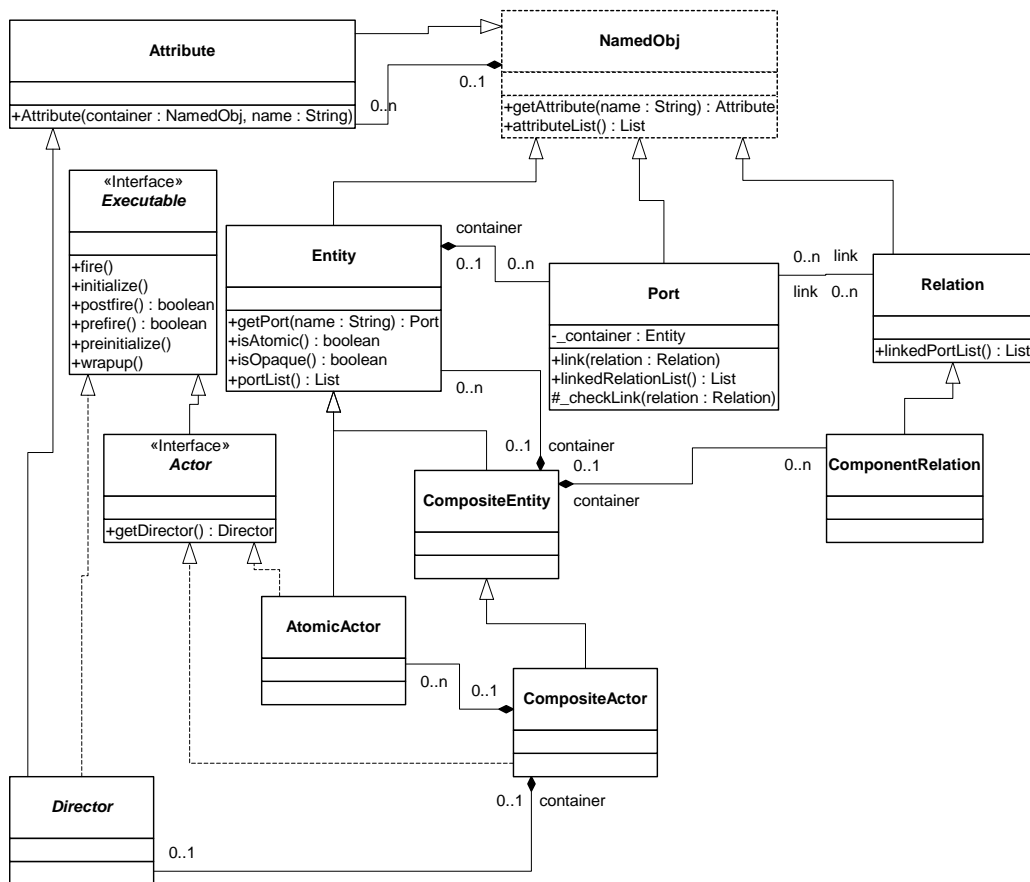 Attribute
+Attribute(container : NamedObj, name : String)
NamedObj
+getAttribute(name : String) : Attribute
+attributeList() : List
0..1
0..n
«Interface»
Executable
+fire()
+initialize()
+postfire() : boolean
+prefire() : boolean
+preinitialize()
+wrapup()
Entity
+getPort(name : String) : Port
+isAtomic() : boolean
+isOpaque() : boolean
+portList() : List
container
0..1
0..n
Port
-_container : Entity
+link(relation : Relation)
+linkedRelationList() : List
#_checkLink(relation : Relation)
0..n
link
link
0..n
Relation
+linkedPortList() : List
0..n
«Interface»
Actor
+getDirector() : Director
0..1
container
0..1
container
0..n
CompositeEntity
ComponentRelation
AtomicActor
0..n
0..1
CompositeActor
Director
0..1
container
0..1